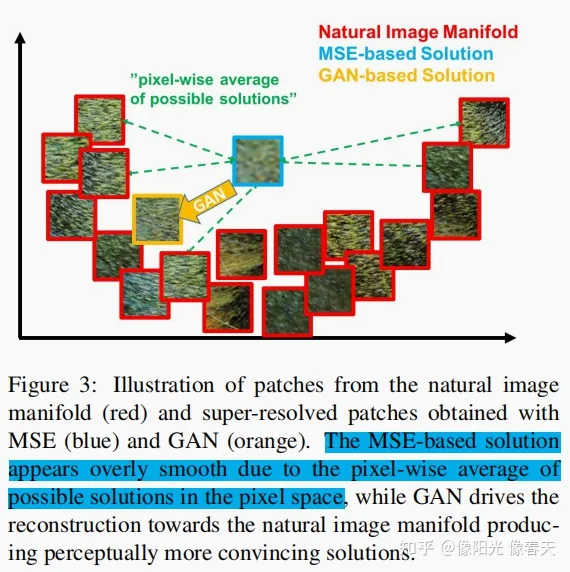 Natural Image Manifold
MSE-based Solution
GAN-based Solution
"pixel-wise average
of possible solutions"
GAN
Figure 3: Illustration of patches from the natural image
manifold (red) and super-resolved patches obtained with
MSE (blue) and GAN (orange). The MSE-based solution
appears overly smooth due to the pixel-wise average of
possible solutions in the pixel space, while GAN drives the
reconstruction towards the natural image manifold produc-
ing perceptually more convincing solutions.
知乎 @像阳光 像春天